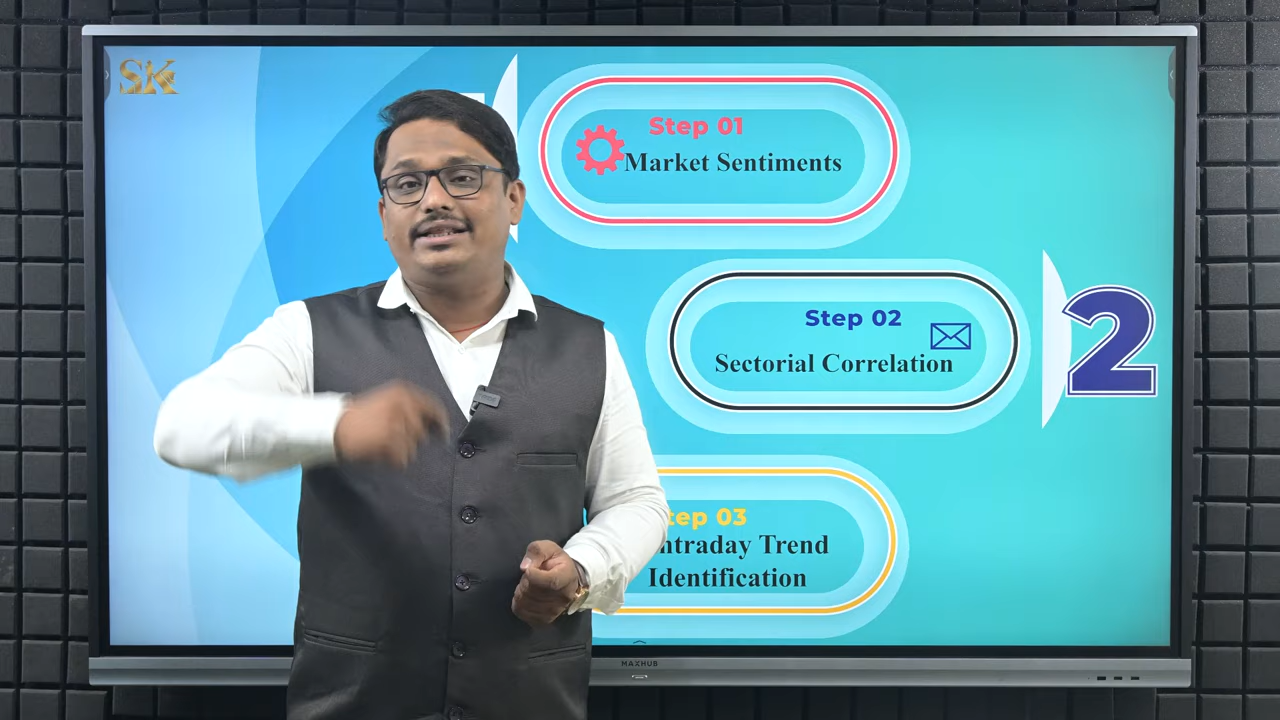 SK
Step 01
Market Sentiments
Step 02
Sectorial Correlation
2
tep 03
ntraday Trend
Identification
MAXHUB